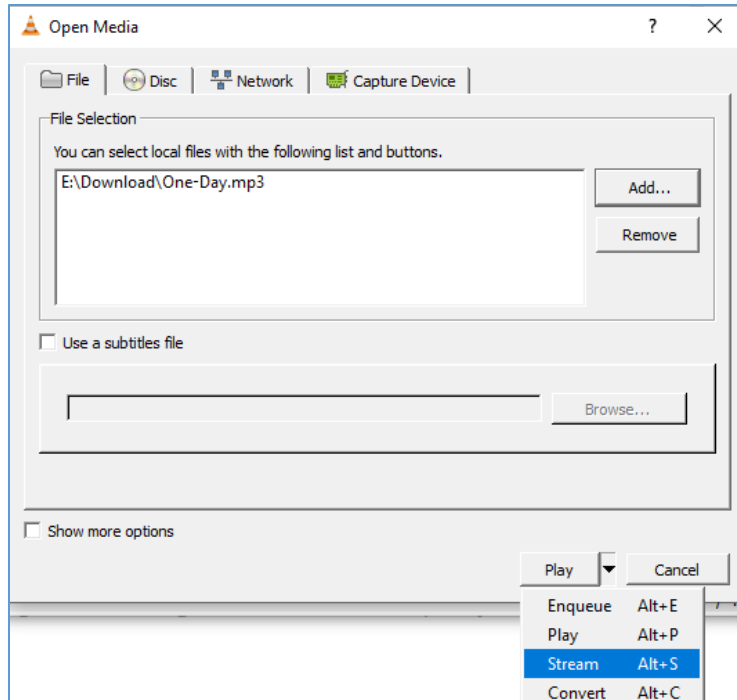 Open Media ? X
File Disc Network Capture Device
File Selection
You can select local files with the following list and buttons.
E:\Download\One-Day.mp3
Add...
Remove
Use a subtitles file
Browse...
Show more options
Play Cancel
Enqueue Alt+E
Play Alt+P
Stream Alt+S
Convert Alt+C